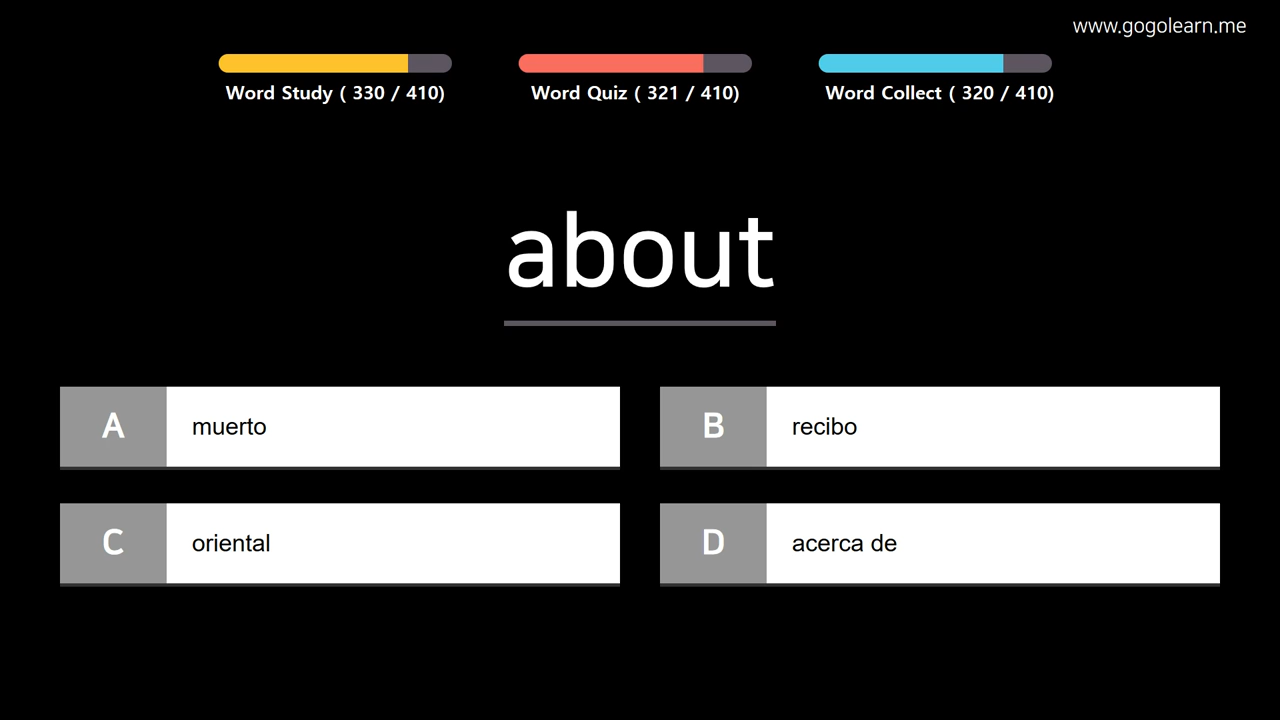 www.gogolearn.me
Word Study ( 330 / 410)
Word Quiz ( 321 / 410)
Word Collect ( 320 / 410)
about
A muerto
B recibo
C oriental
D acerca de